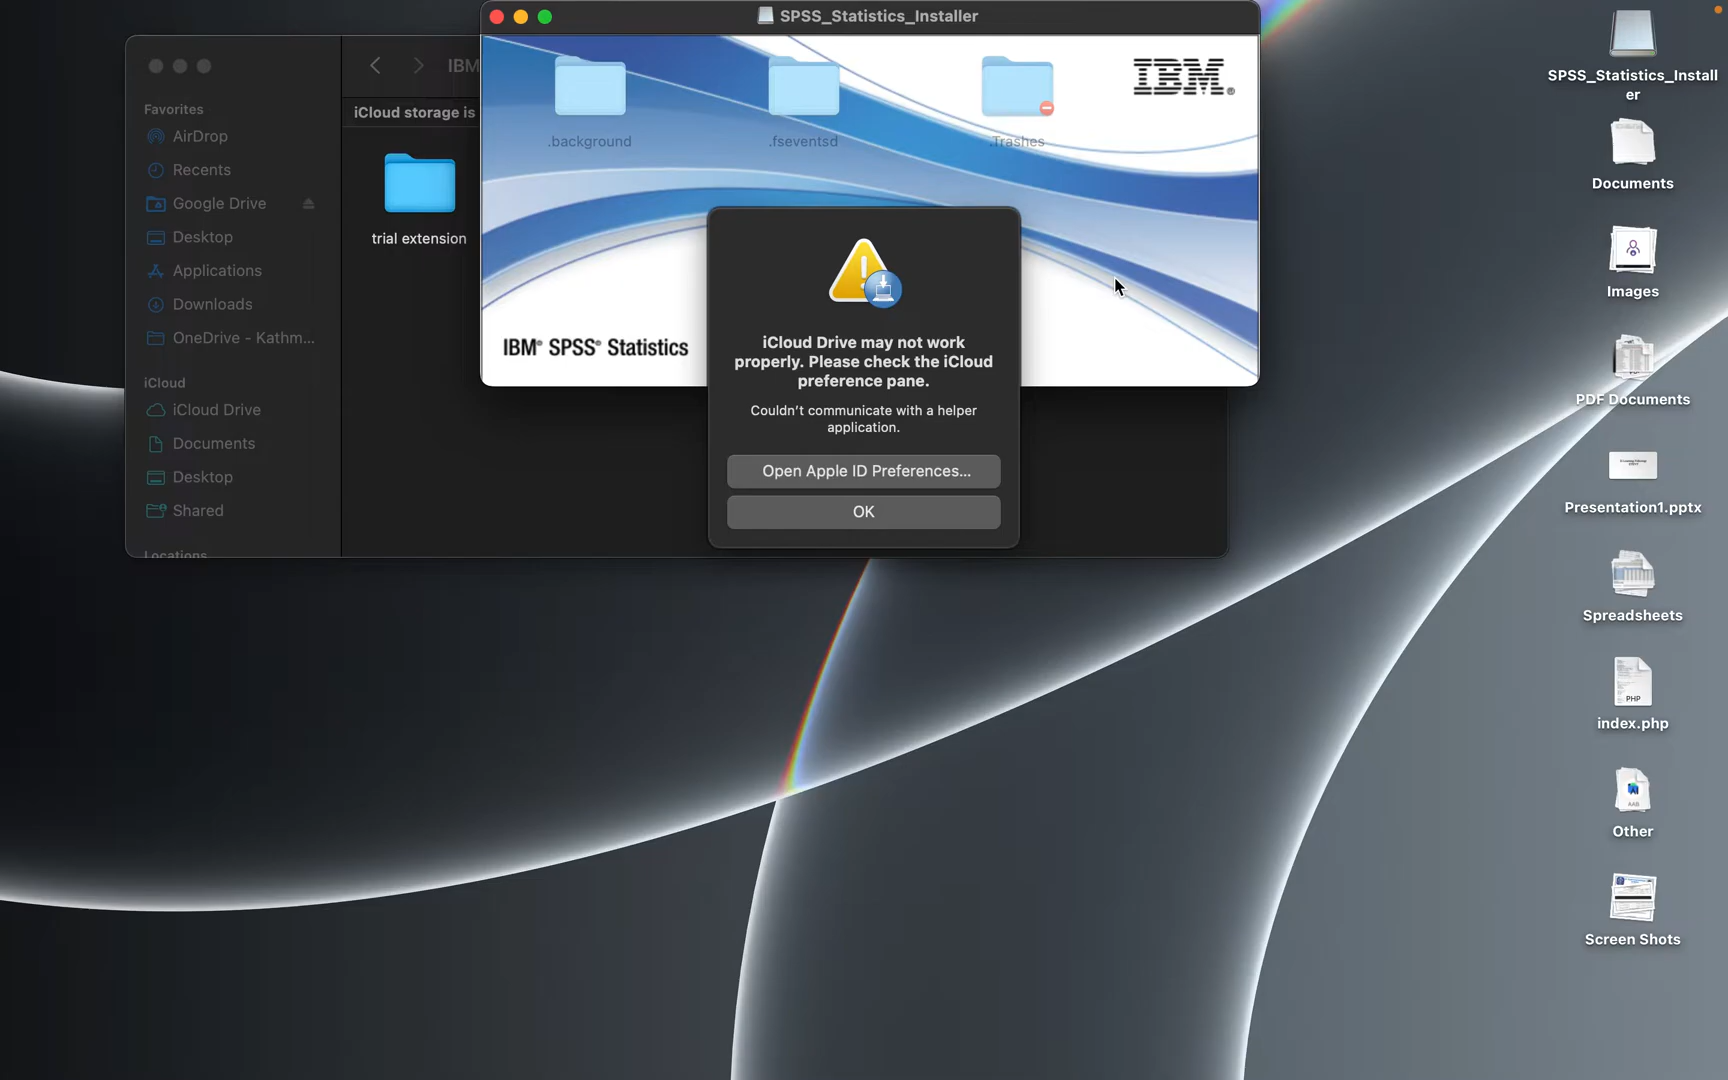 SPSS_Statistics_Installer
IBM
Favorites
AirDrop
Recents
Google Drive
Desktop
Applications
Downloads
OneDrive - Kathm...
iCloud
iCloud Drive
Documents
Desktop
Shared
Locations
iCloud storage is
trial extension
.background
.fseventsd
.Trashes
IBM®
IBM® SPSS® Statistics
iCloud Drive may not work
properly. Please check the iCloud
preference pane.
Couldn't communicate with a helper
application.
Open Apple ID Preferences...
OK
SPSS_Statistics_Install
er
Documents
Images
PDF Documents
Presentation1.pptx
Spreadsheets
PHP
index.php
AAB
Other
Screen Shots